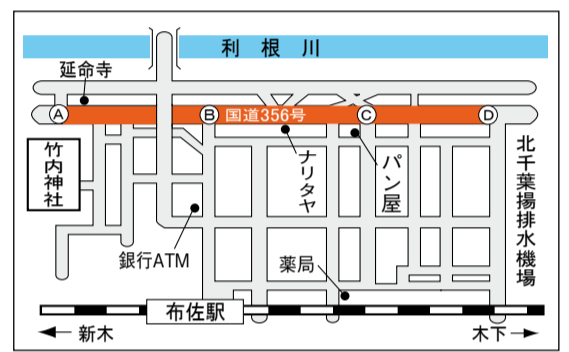 利根川
延命寺
A
B
国道356号
C
D
竹内神社
ナリタヤ
パン屋
北千葉揚排水機場
銀行ATM
薬局
布佐駅
新木
木下